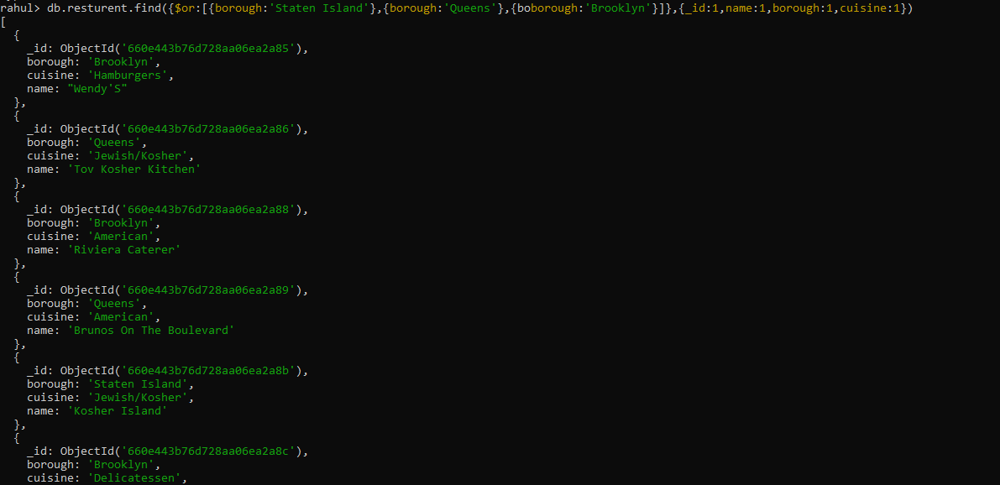 rahul> db.resturent.find({$or:[{borough:'Staten Island'},{borough:'Queens'},{boborough:'Brooklyn'}]},{_id:1,name:1,borough:1,cuisine:1})
[
  {
    _id: ObjectId('660e443b76d728aa06ea2a85'),
    borough: 'Brooklyn',
    cuisine: 'Hamburgers',
    name: "Wendy'S"
  },
  {
    _id: ObjectId('660e443b76d728aa06ea2a86'),
    borough: 'Queens',
    cuisine: 'Jewish/Kosher',
    name: 'Tov Kosher Kitchen'
  },
  {
    _id: ObjectId('660e443b76d728aa06ea2a88'),
    borough: 'Brooklyn',
    cuisine: 'American',
    name: 'Riviera Caterer'
  },
  {
    _id: ObjectId('660e443b76d728aa06ea2a89'),
    borough: 'Queens',
    cuisine: 'American',
    name: 'Brunos On The Boulevard'
  },
  {
    _id: ObjectId('660e443b76d728aa06ea2a8b'),
    borough: 'Staten Island',
    cuisine: 'Jewish/Kosher',
    name: 'Kosher Island'
  },
  {
    _id: ObjectId('660e443b76d728aa06ea2a8c'),
    borough: 'Brooklyn',
    cuisine: 'Delicatessen',